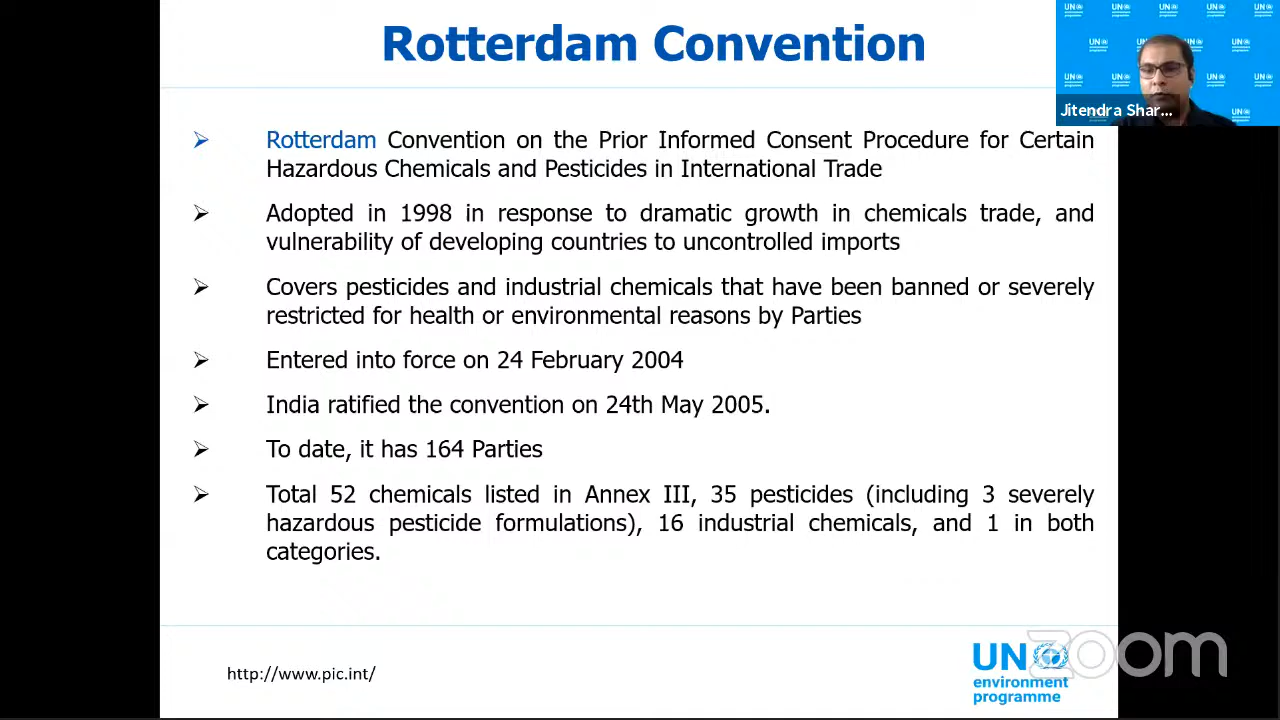 Rotterdam Convention
Jitendra Shar...
Rotterdam Convention on the Prior Informed Consent Procedure for Certain
Hazardous Chemicals and Pesticides in International Trade
Adopted in 1998 in response to dramatic growth in chemicals trade, and
vulnerability of developing countries to uncontrolled imports
Covers pesticides and industrial chemicals that have been banned or severely
restricted for health or environmental reasons by Parties
Entered into force on 24 February 2004
India ratified the convention on 24th May 2005.
To date, it has 164 Parties
Total 52 chemicals listed in Annex III, 35 pesticides (including 3 severely
hazardous pesticide formulations), 16 industrial chemicals, and 1 in both
categories.
http://www.pic.int/
UN
environment
programme
zoom